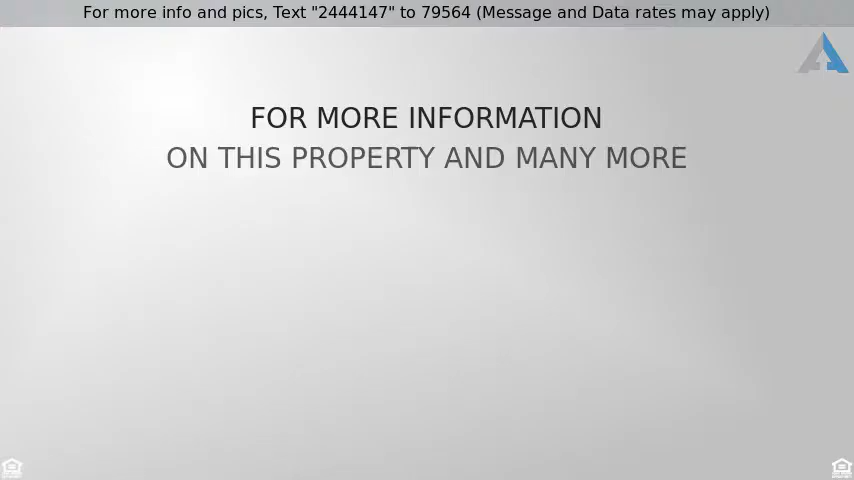 For more info and pics, Text "2444147" to 79564 (Message and Data rates may apply)
FOR MORE INFORMATION
ON THIS PROPERTY AND MANY MORE